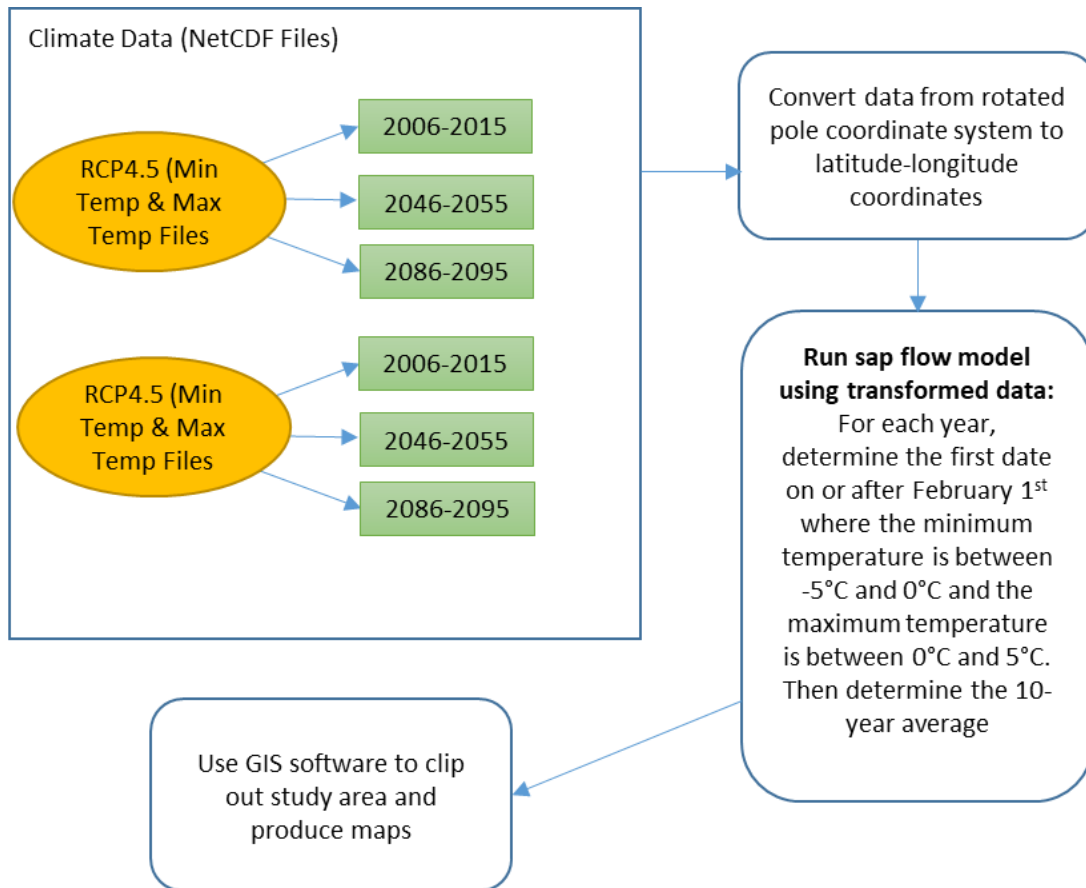 Climate Data (NetCDF Files)
RCP4.5 (Min
Temp & Max
Temp Files
2006-2015
2046-2055
2086-2095
RCP4.5 (Min
Temp & Max
Temp Files
2006-2015
2046-2055
2086-2095
Convert data from rotated
pole coordinate system to
latitude-longitude
coordinates
Run sap flow model
using transformed data:
For each year,
determine the first date
on or after February 1st
where the minimum
temperature is between
-5°C and 0°C and the
maximum temperature
is between 0°C and 5°C.
Then determine the 10-
year average
Use GIS software to clip
out study area and
produce maps